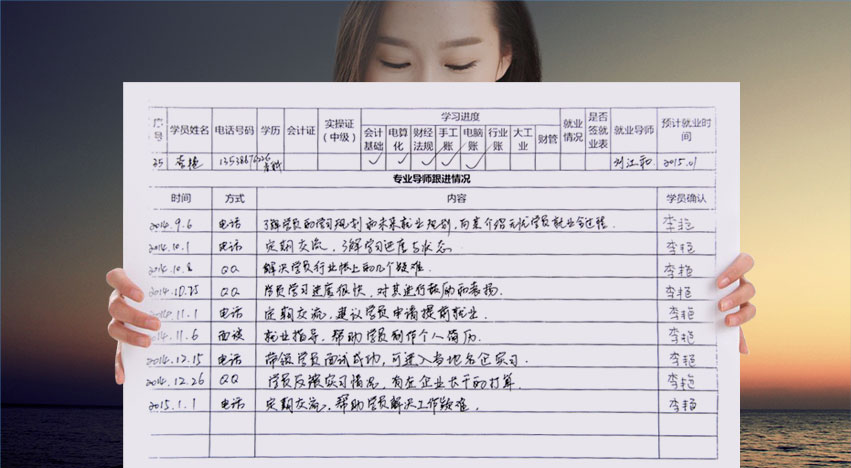 序号 学员姓名 电话号码 学历 会计证 实操证（中级） 学习进度 就业情况 是否签就业表 就业导师 预计就业时间
会计基础 电算化 财经法规 手工账 电脑账 行业账 大工业 财管
25 李艳 刘江和 2015.01
专业导师跟进情况
时间 方式 内容 学员确认
2014.9.6 电话 了解学员的学习规划和未来就业规划，向其介绍无忧学员就业全过程. 李艳
2014.10.1 电话 定期交流，了解学习进度与状态. 李艳
2014.10.8 QQ 解决学员行业帐上的几个疑难. 李艳
2014.10.25 QQ 学员学习进度很快，对其进行鼓励和表扬. 李艳
2014.11.1 电话 定期交流，建议学员申请提前就业. 李艳
2014.11.6 面谈 就业指导，帮助学员制作个人简历. 李艳
2014.12.15 电话 带领学员面试成功，可进入当地名企实习. 李艳
2014.12.26 QQ 学员反馈实习情况，有在企业长干的打算. 李艳
2015.1.1 电话 定期交流，帮助学员解决工作疑难. 李艳